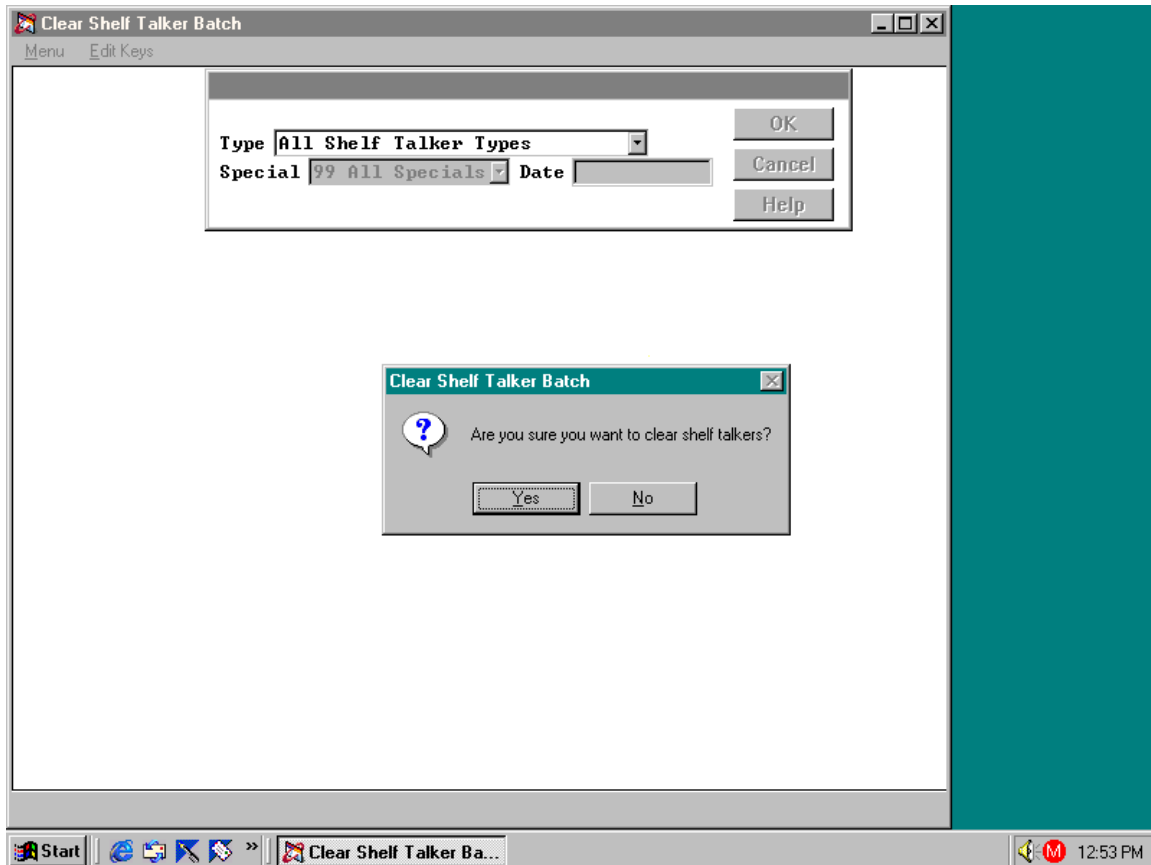 Clear Shelf Talker Batch
Menu Edit Keys
Type All Shelf Talker Types
Special 99 All Specials Date
OK
Cancel
Help
Clear Shelf Talker Batch
?
Are you sure you want to clear shelf talkers?
Yes No
Start » Clear Shelf Talker Ba... M 12:53 PM